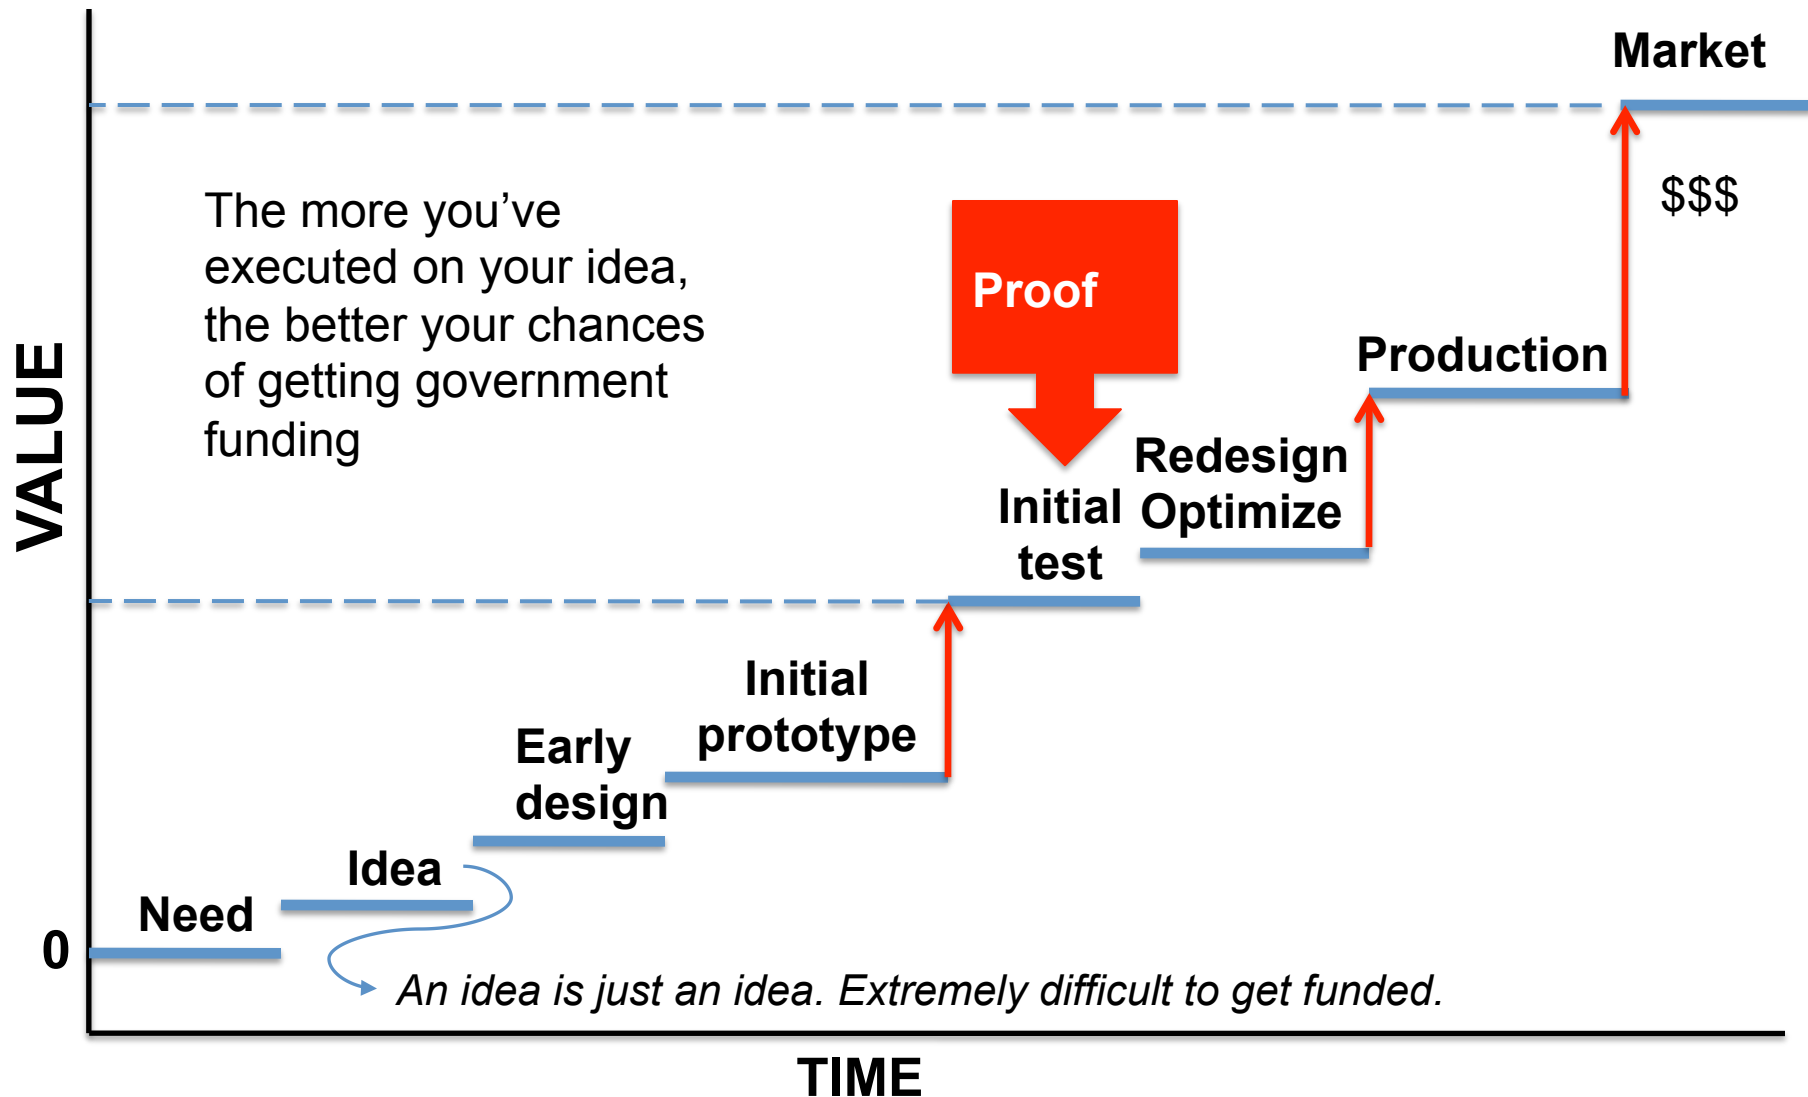 Market
$$$
The more you’ve
executed on your idea,
the better your chances
of getting government
funding
Proof
Production
Redesign
Optimize
Initial
test
Initial
prototype
Early
design
Idea
Need
0
An idea is just an idea. Extremely difficult to get funded.
VALUE
TIME